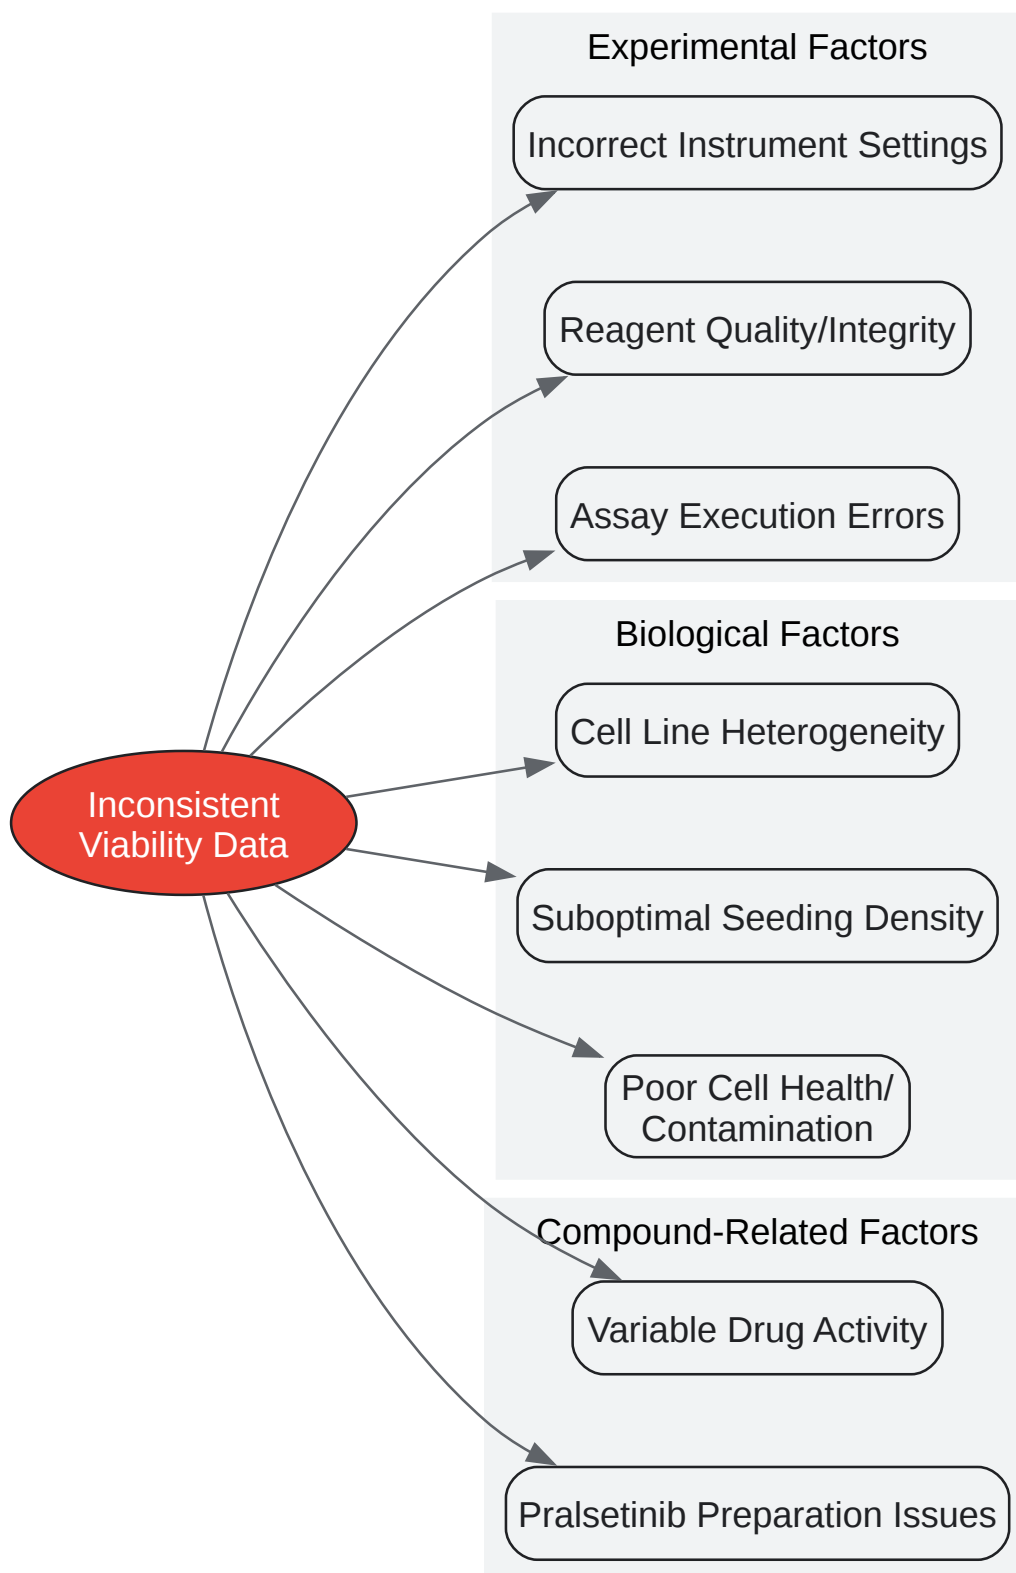 Experimental Factors
Incorrect Instrument Settings
Reagent Quality/Integrity
Assay Execution Errors
Biological Factors
Cell Line Heterogeneity
Inconsistent
Viability Data
Suboptimal Seeding Density
Poor Cell Health/
Contamination
Compound-Related Factors
Variable Drug Activity
Pralsetinib Preparation Issues